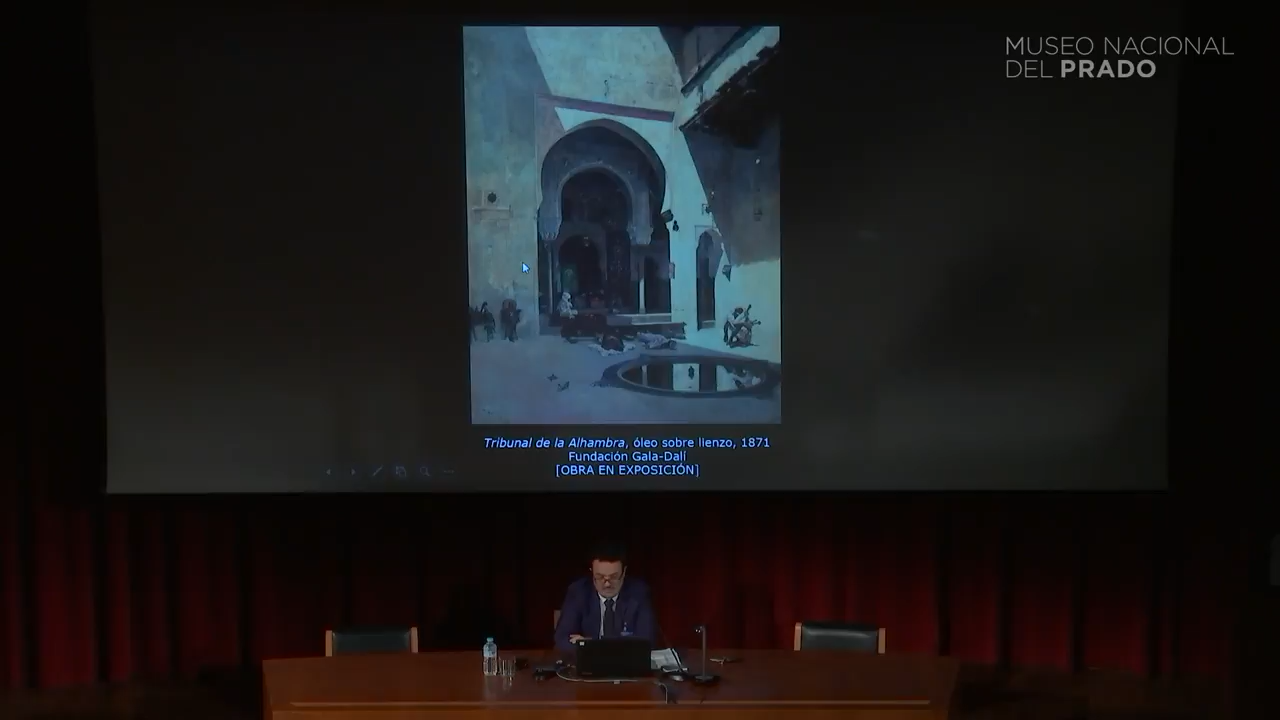 MUSEO NACIONAL
DEL PRADO
Tribunal de la Alhambra, óleo sobre lienzo, 1871
Fundación Gala-Dalí
[OBRA EN EXPOSICIÓN]